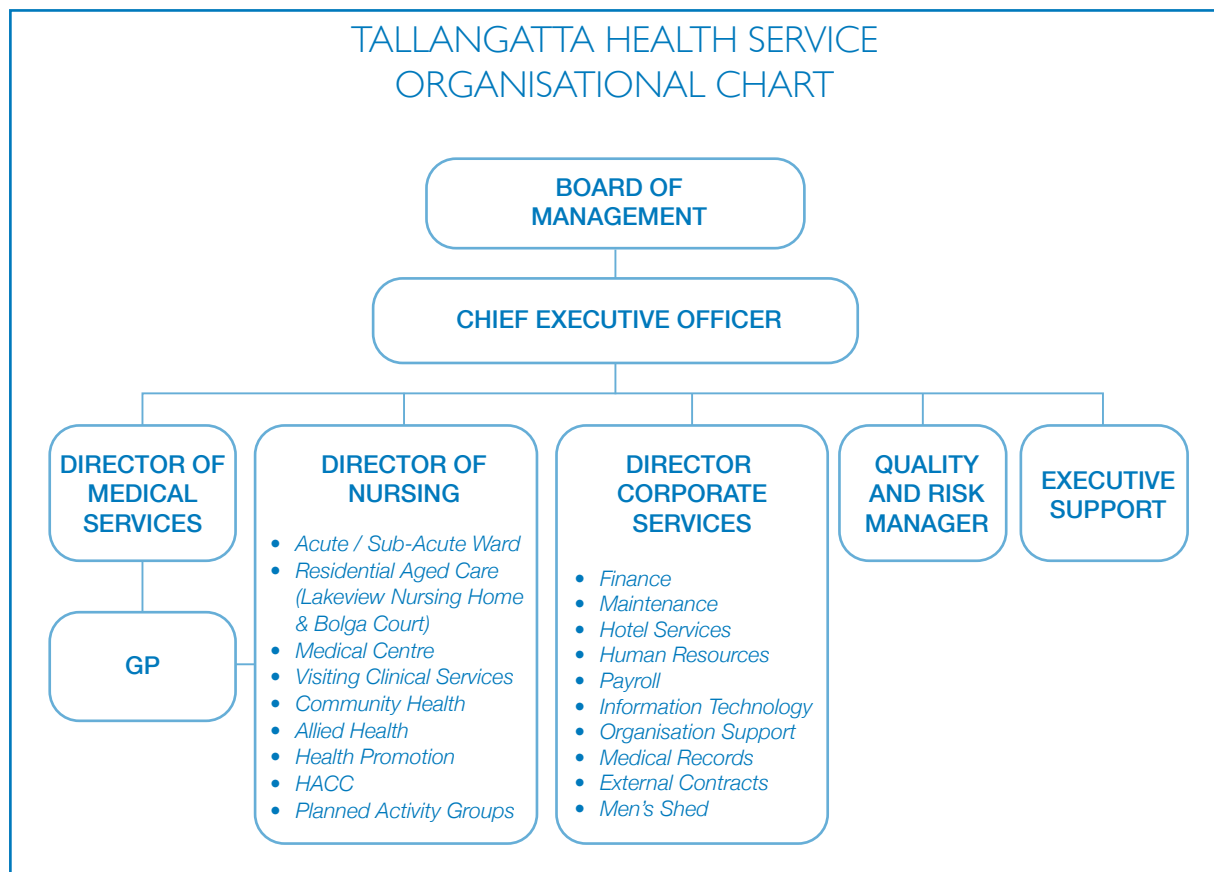 TALLANGATTA HEALTH SERVICE
ORGANISATIONAL CHART
BOARD OF
MANAGEMENT
CHIEF EXECUTIVE OFFICER
DIRECTOR OF
MEDICAL
SERVICES
GP
DIRECTOR OF
NURSING
• Acute / Sub-Acute Ward
• Residential Aged Care
(Lakeview Nursing Home
& Bolga Court)
• Medical Centre
• Visiting Clinical Services
• Community Health
• Allied Health
• Health Promotion
• HACC
• Planned Activity Groups
DIRECTOR
CORPORATE
SERVICES
• Finance
• Maintenance
• Hotel Services
• Human Resources
• Payroll
• Information Technology
• Organisation Support
• Medical Records
• External Contracts
• Men's Shed
QUALITY
AND RISK
MANAGER
EXECUTIVE
SUPPORT